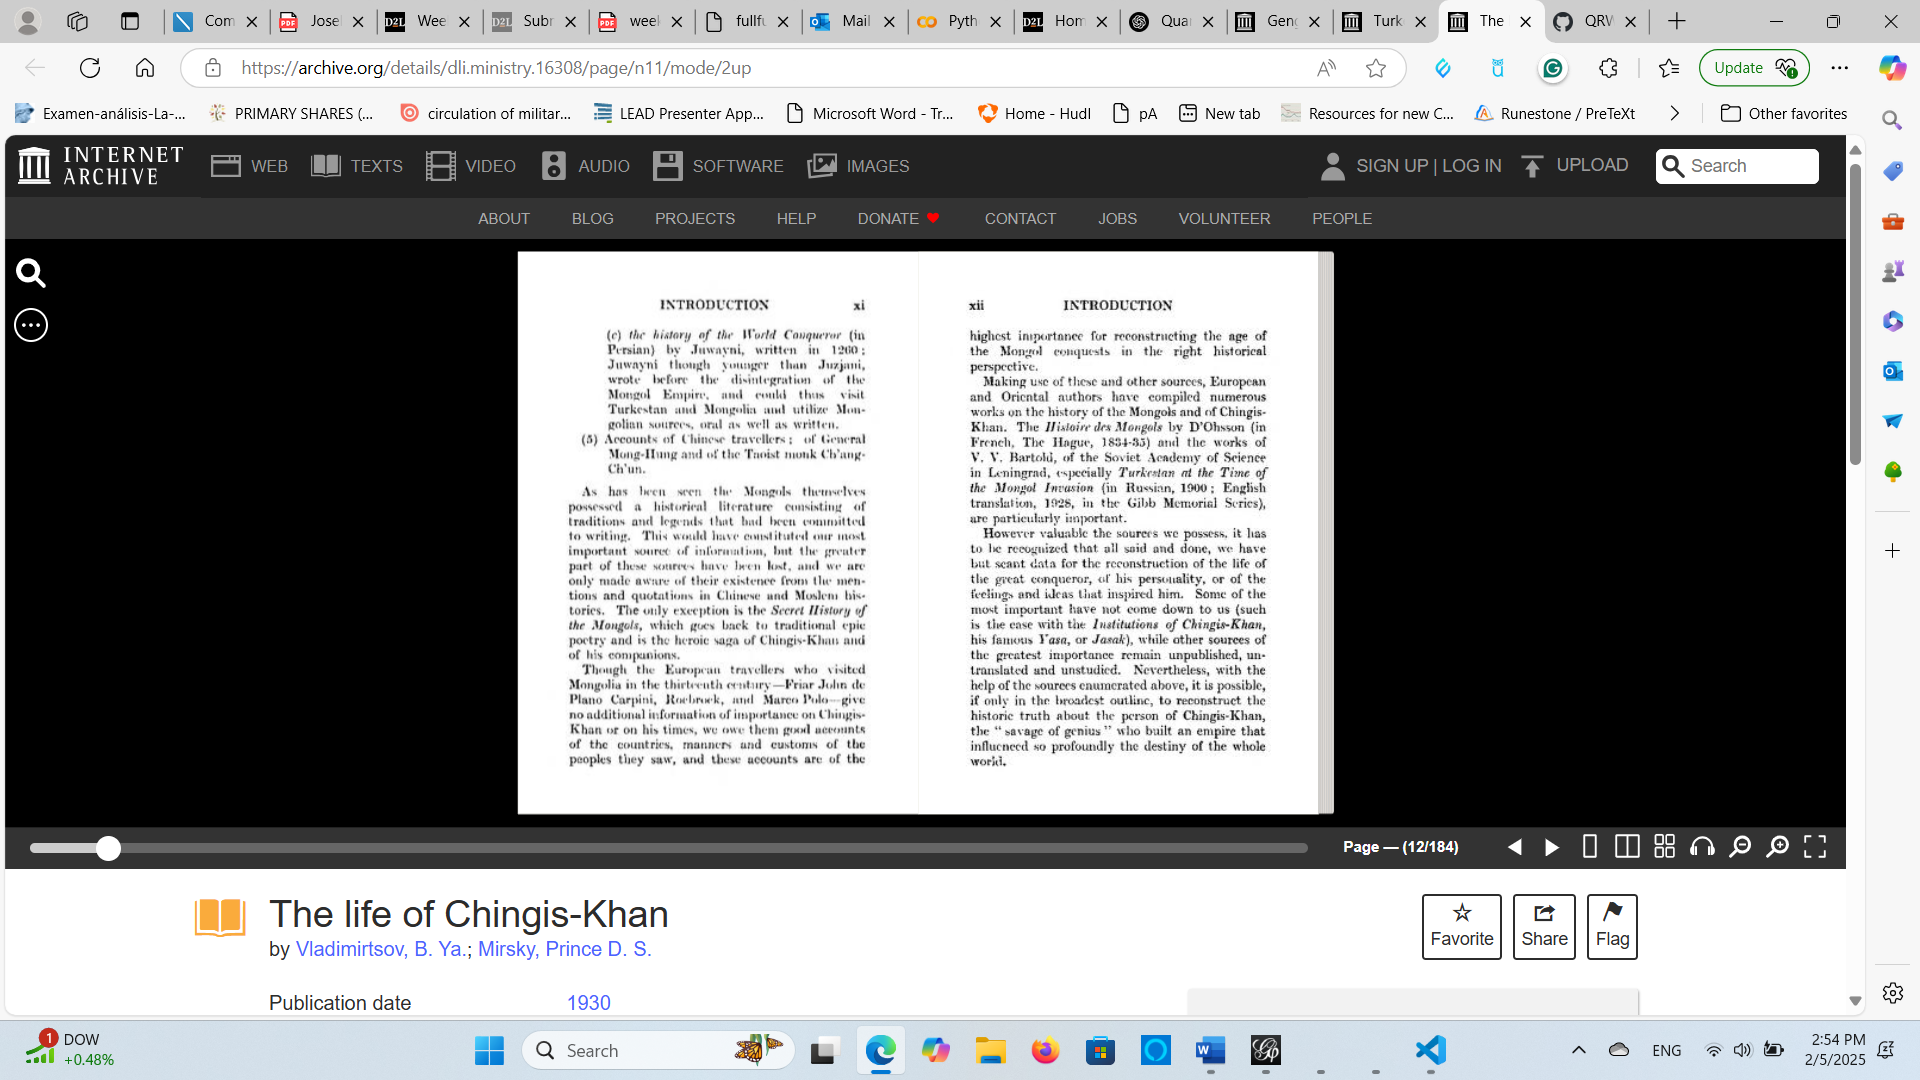 Com
Josel
Wee
Subr
week
fullfu
Mail
Pyth
Hom
Quar
Geng
Turk
The
QRW
https://archive.org/details/dli.ministry.16308/page/n11/mode/2up
Update
Examen-análisis-La-...
PRIMARY SHARES (...
circulation of militar...
LEAD Presenter App...
Microsoft Word - Tr...
Home - Hudl
pA
New tab
Resources for new C...
Runestone / PreTeXt
Other favorites
INTERNET
ARCHIVE
WEB
TEXTS
VIDEO
AUDIO
SOFTWARE
IMAGES
SIGN UP | LOG IN
UPLOAD
Search
ABOUT
BLOG
PROJECTS
HELP
DONATE
CONTACT
JOBS
VOLUNTEER
PEOPLE
INTRODUCTION xi
(c) the history of the World Conqueror (in
Persian) by Juwayni, written in 1260 ;
Juwayni though younger than Juzjani,
wrote before the disintegration of the
Mongol Empire, and could thus visit
Turkestan and Mongolia and utilize Mon-
golian sources, oral as well as written.
(5) Accounts of Chinese travellers ; of General
Mong-Hung and of the Taoist monk Ch'ang-
Ch'un.
As has been seen the Mongols themselves
possessed a historical literature consisting of
traditions and legends that had been committed
to writing. This would have constituted our most
important source of information, but the greater
part of these sources have been lost, and we are
only made aware of their existence from the men-
tions and quotations in Chinese and Moslem his-
tories. The only exception is the Secret History of
the Mongols, which goes back to traditional epic
poetry and is the heroic saga of Chingis-Khan and
of his companions.
Though the European travellers who visited
Mongolia in the thirteenth century—Friar John de
Plano Carpini, Roebroek, and Marco Polo—give
no additional information of importance on Chingis-
Khan or on his times, we owe them good accounts
of the countries, manners and customs of the
peoples they saw, and these accounts are of the
xii INTRODUCTION
highest importance for reconstructing the age of
the Mongol conquests in the right historical
perspective.
Making use of these and other sources, European
and Oriental authors have compiled numerous
works on the history of the Mongols and of Chingis-
Khan. The Histoire des Mongols by D'Ohsson (in
French, The Hague, 1834-35) and the works of
V. V. Bartold, of the Soviet Academy of Science
in Leningrad, especially Turkestan at the Time of
the Mongol Invasion (in Russian, 1900 ; English
translation, 1928, in the Gibb Memorial Series),
are particularly important.
However valuable the sources we possess, it has
to be recognized that all said and done, we have
but scant data for the reconstruction of the life of
the great conqueror, of his personality, or of the
feelings and ideas that inspired him. Some of the
most important have not come down to us (such
is the case with the Institutions of Chingis-Khan,
his famous Yasa, or Jasak), while other sources of
the greatest importance remain unpublished, un-
translated and unstudied. Nevertheless, with the
help of the sources enumerated above, it is possible,
if only in the broadest outline, to reconstruct the
historic truth about the person of Chingis-Khan,
the “ savage of genius ” who built an empire that
influenced so profoundly the destiny of the whole
world.
Page — (12/184)
The life of Chingis-Khan
by Vladimirtsov, B. Ya.; Mirsky, Prince D. S.
Favorite
Share
Flag
Publication date 1930
1
DOW
+0.48%
Search
ENG
2:54 PM
2/5/2025